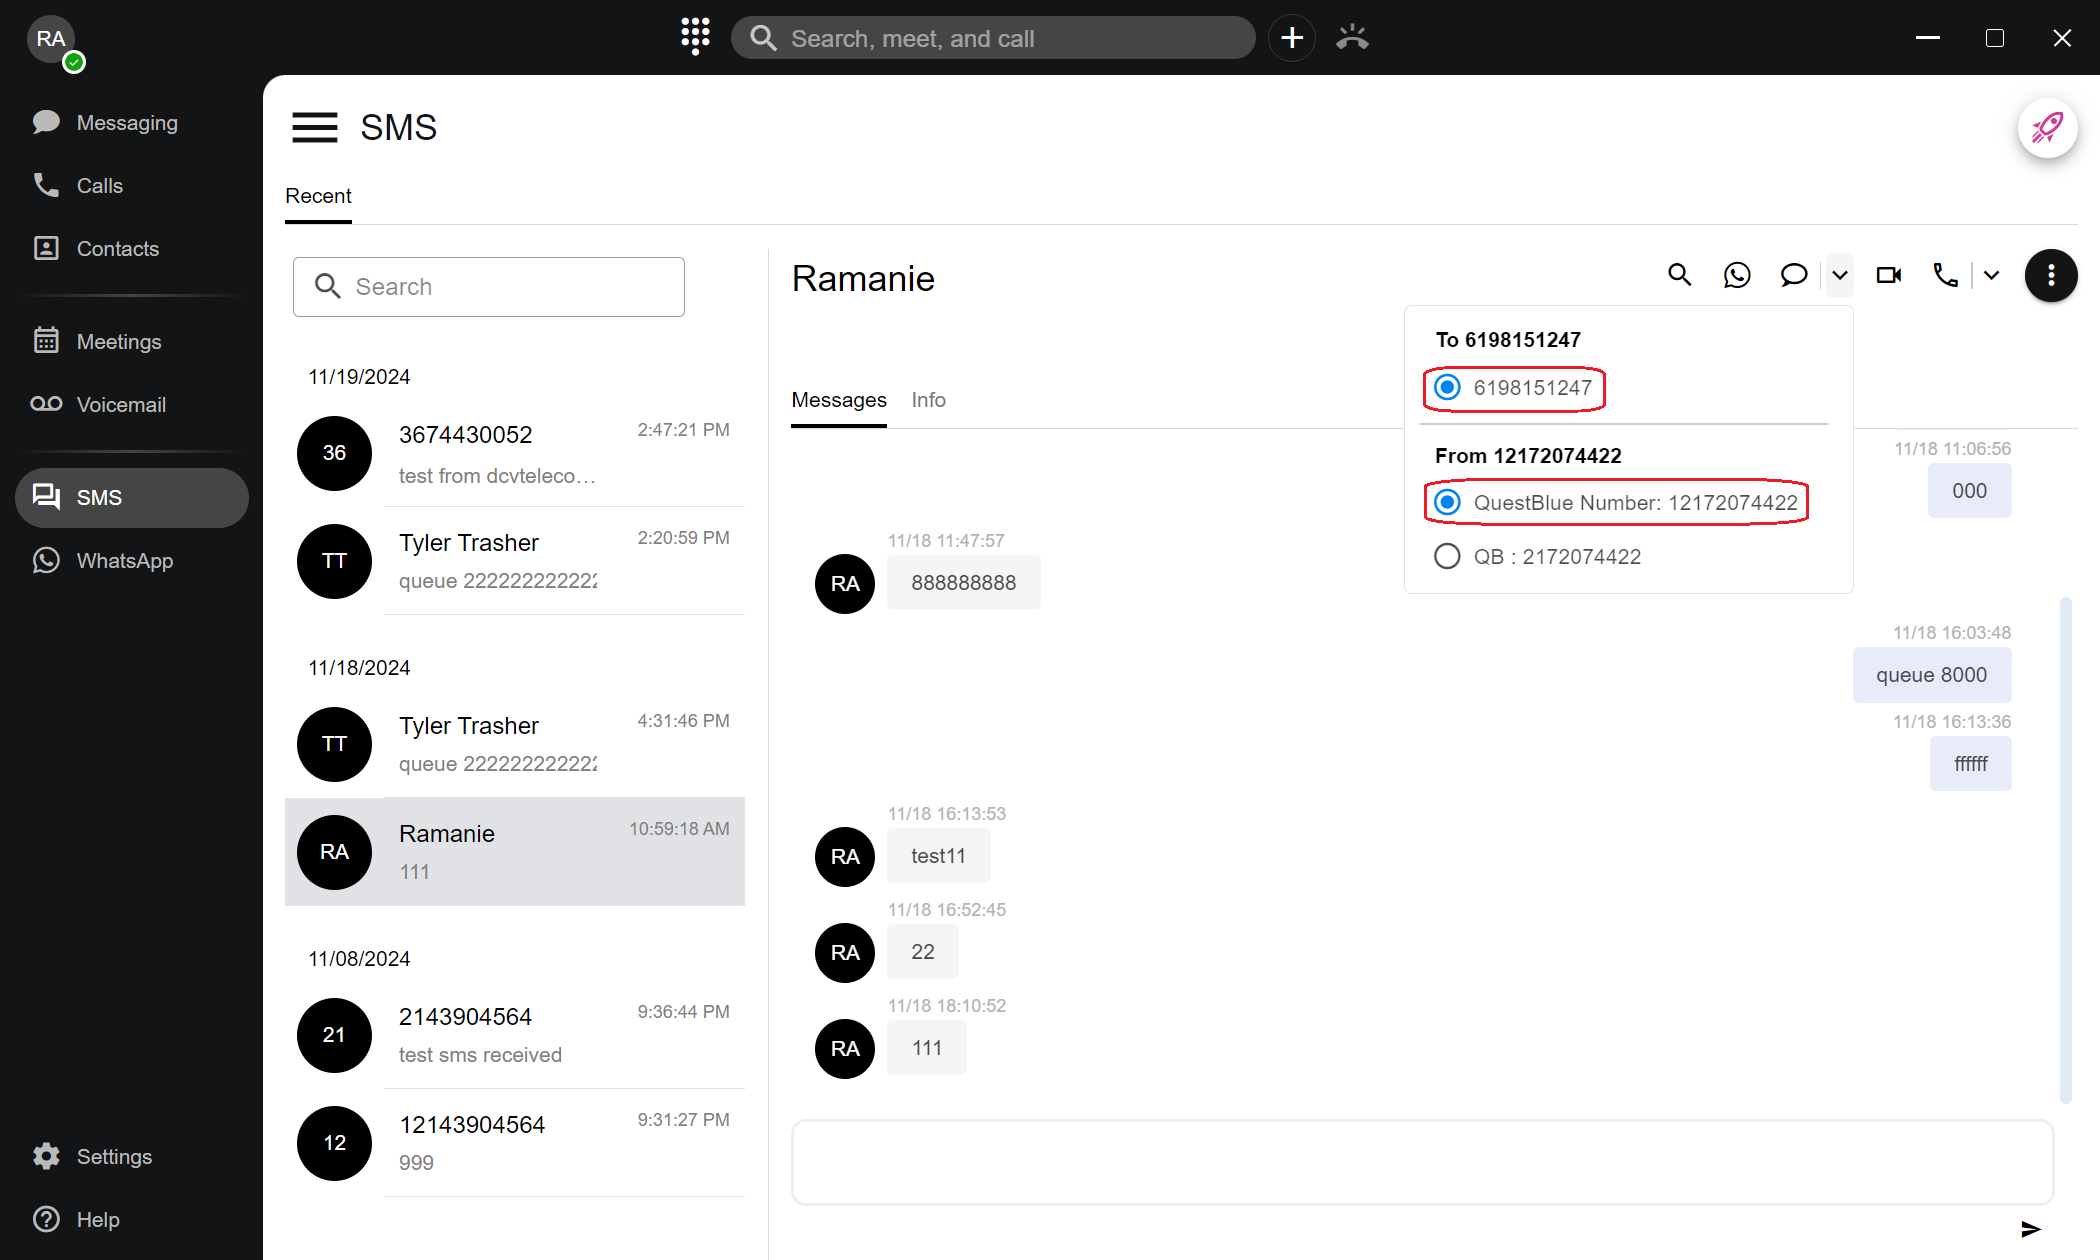 RA
Search, meet, and call
Messaging
Calls
Contacts
Meetings
Voicemail
SMS
WhatsApp
Settings
Help
SMS
Recent
Search
11/19/2024
36
3674430052
2:47:21 PM
test from dcvteleco…
TT
Tyler Trasher
2:20:59 PM
queue 222222222222
11/18/2024
TT
Tyler Trasher
4:31:46 PM
queue 222222222222
RA
Ramanie
10:59:18 AM
111
11/08/2024
21
2143904564
9:36:44 PM
test sms received
12
12143904564
9:31:27 PM
999
Ramanie
To 6198151247
6198151247
From 12172074422
QuestBlue Number: 12172074422
QB : 2172074422
Messages
Info
11/18 11:06:56
000
11/18 11:47:57
RA
888888888
11/18 16:03:48
queue 8000
11/18 16:13:36
ffffff
11/18 16:13:53
RA
test11
11/18 16:52:45
RA
22
11/18 18:10:52
RA
111